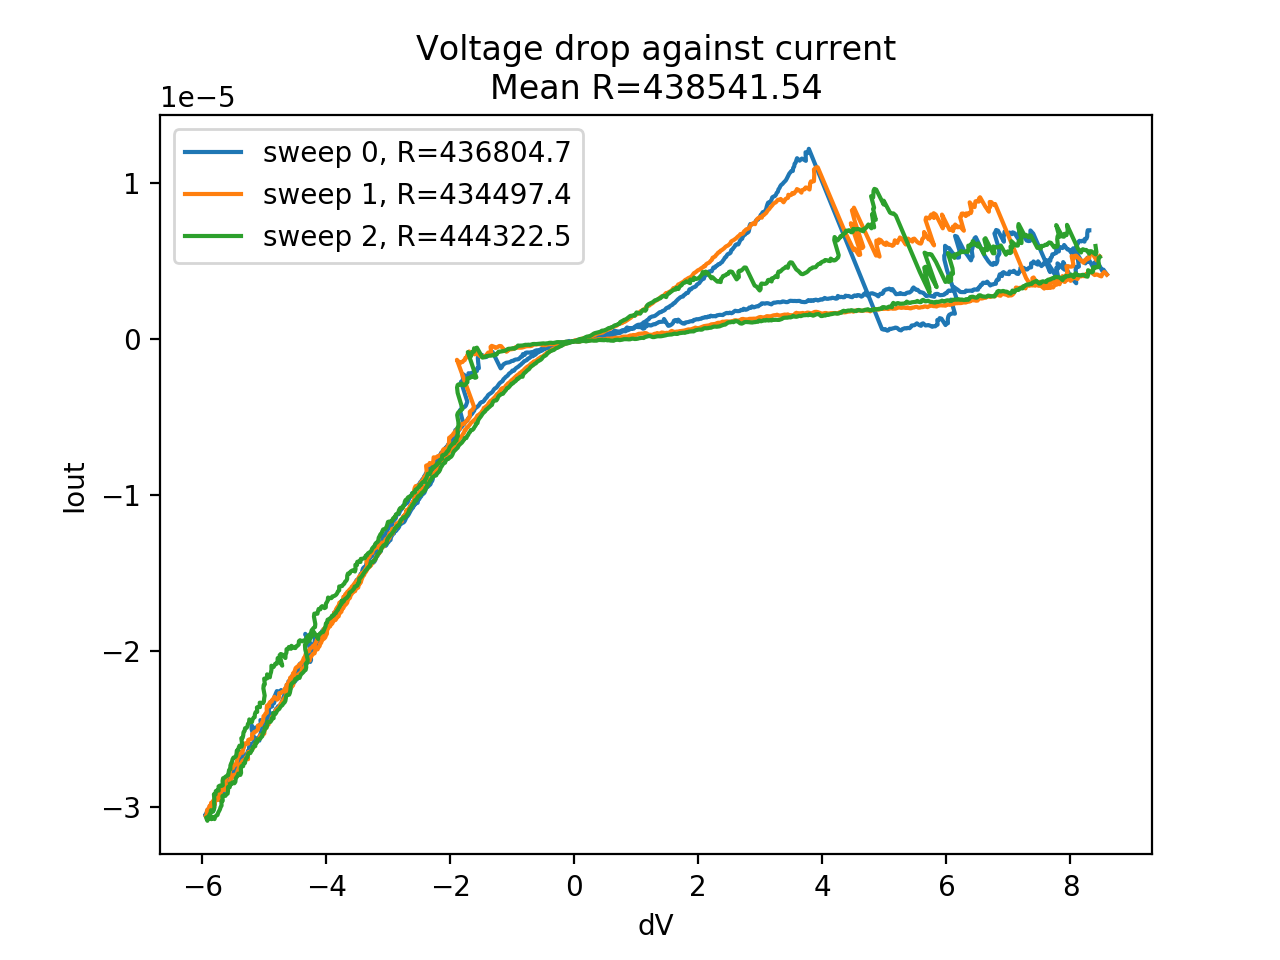 Voltage drop against current
Mean R=438541.54
1e−5
sweep 0, R=436804.7
sweep 1, R=434497.4
sweep 2, R=444322.5
1
0
−1
−2
−3
Iout
−6 −4 −2 0 2 4 6 8
dV